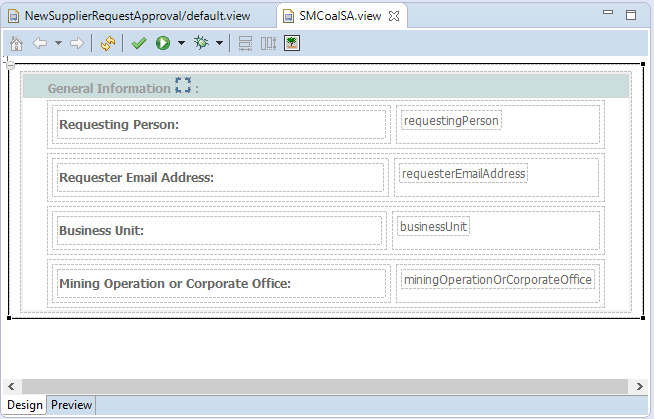 NewSupplierRequestApproval/default.view
SMCoalSA.view
General Information :
Requesting Person: requestingPerson
Requester Email Address: requesterEmailAddress
Business Unit: businessUnit
Mining Operation or Corporate Office: miningOperationOrCorporateOffice
Design Preview